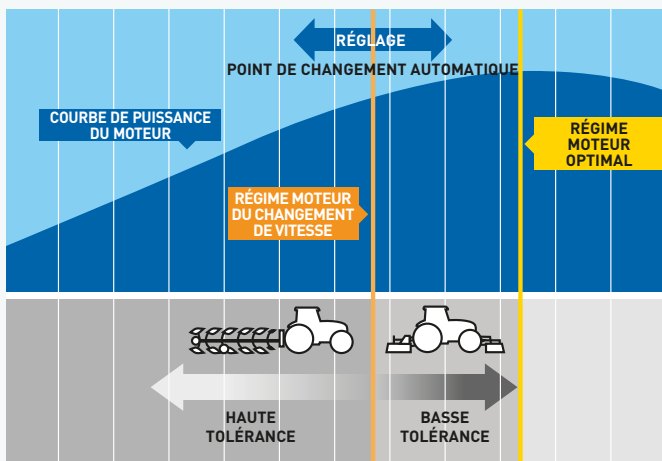 RÉGLAGE
POINT DE CHANGEMENT AUTOMATIQUE
COURBE DE PUISSANCE
DU MOTEUR
RÉGIME
MOTEUR
OPTIMAL
RÉGIME MOTEUR
DU CHANGEMENT
DE VITESSE
HAUTE
TOLÉRANCE
BASSE
TOLÉRANCE